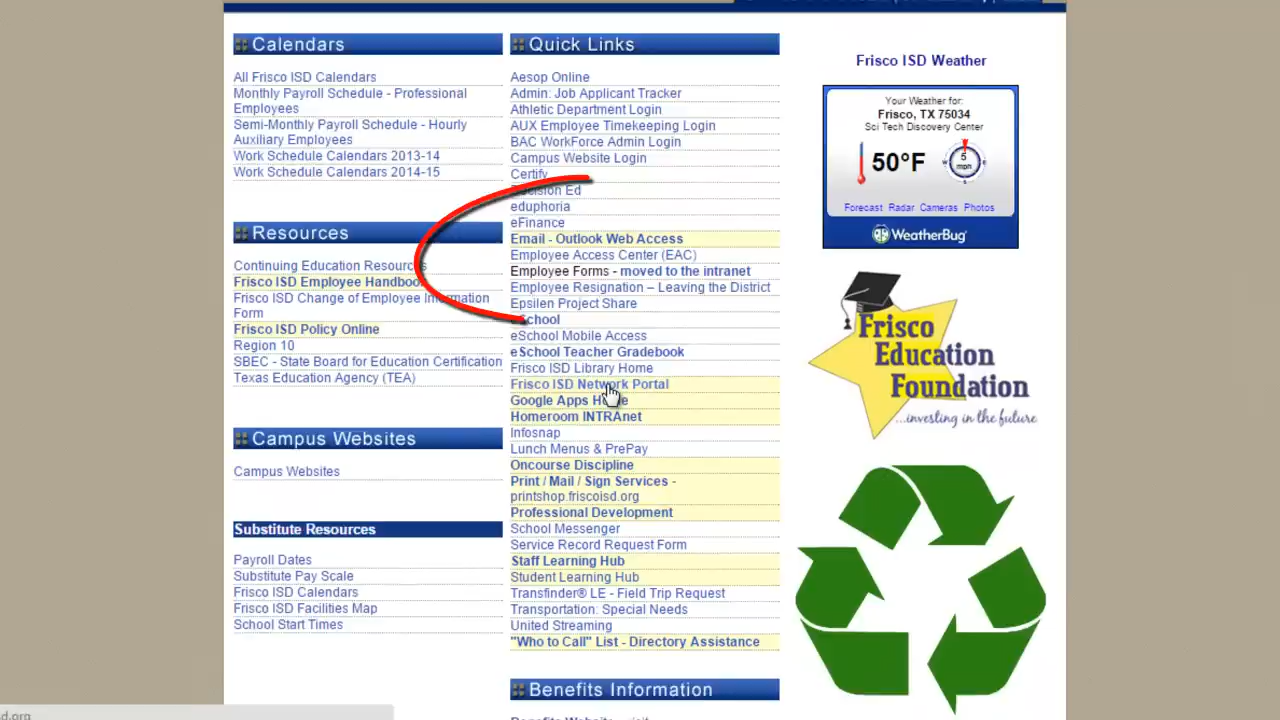 Calendars
All Frisco ISD Calendars
Monthly Payroll Schedule - Professional
Employees
Semi-Monthly Payroll Schedule - Hourly
Auxiliary Employees
Work Schedule Calendars 2013-14
Work Schedule Calendars 2014-15
Resources
Continuing Education Resources
Frisco ISD Employee Handbook
Frisco ISD Change of Employee Information
Form
Frisco ISD Policy Online
Region 10
SBEC - State Board for Education Certification
Texas Education Agency (TEA)
Campus Websites
Campus Websites
Substitute Resources
Payroll Dates
Substitute Pay Scale
Frisco ISD Calendars
Frisco ISD Facilities Map
School Start Times
Quick Links
Aesop Online
Admin: Job Applicant Tracker
Athletic Department Login
AUX Employee Timekeeping Login
BAC WorkForce Admin Login
Campus Website Login
Certify
Decision Ed
eduphoria
eFinance
Email - Outlook Web Access
Employee Access Center (EAC)
Employee Forms - moved to the intranet
Employee Resignation – Leaving the District
Epsilen Project Share
eSchool
eSchool Mobile Access
eSchool Teacher Gradebook
Frisco ISD Library Home
Frisco ISD Network Portal
Google Apps Home
Homeroom INTRAnet
Infosnap
Lunch Menus & PrePay
Oncourse Discipline
Print / Mail / Sign Services -
printshop.friscoisd.org
Professional Development
School Messenger
Service Record Request Form
Staff Learning Hub
Student Learning Hub
Transfinder® LE - Field Trip Request
Transportation: Special Needs
United Streaming
"Who to Call" List - Directory Assistance
Benefits Information
Frisco ISD Weather
Your Weather for:
Frisco, TX 75034
Sci Tech Discovery Center
50°F
5
mph
Forecast Radar Cameras Photos
WeatherBug
Frisco
Education
Foundation
...investing in the future